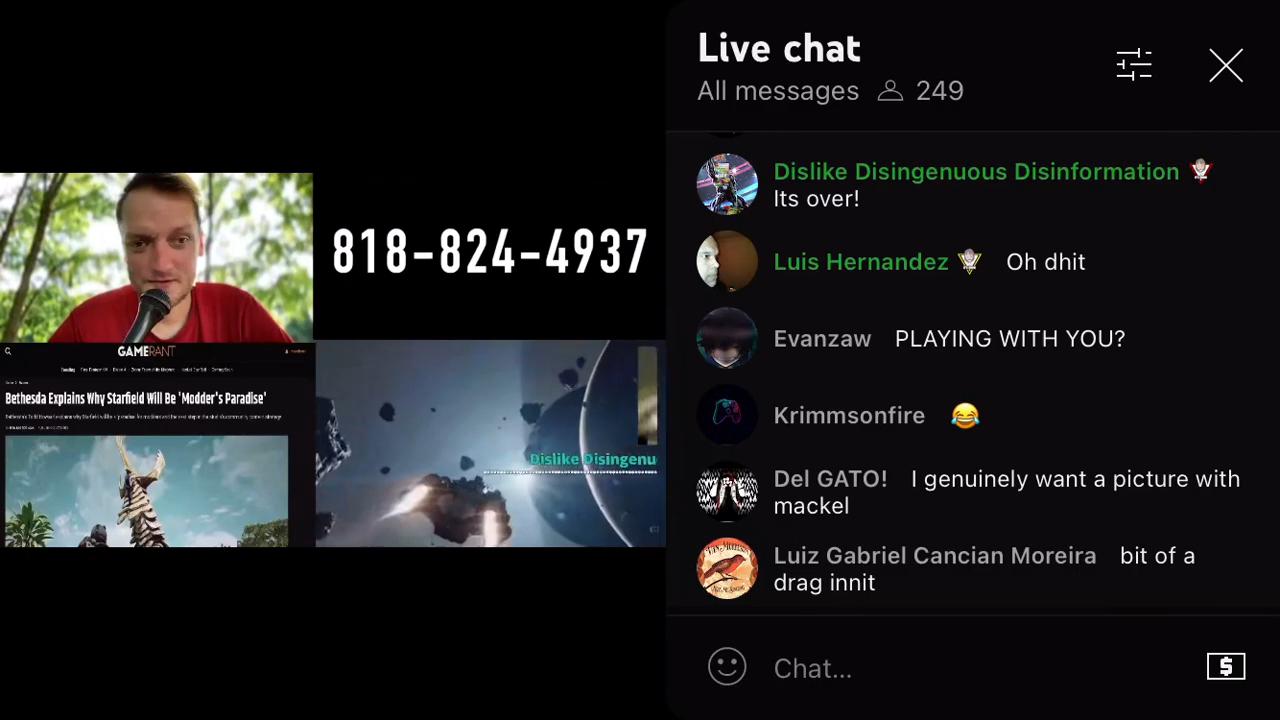 Live chat
All messages 249
818-824-4937
GAMERANT
Bethesda Explains Why Starfield Will Be 'Modder's Paradise'
Dislike Disingenu
Dislike Disingenuous Disinformation
Its over!
Luis Hernandez Oh dhit
Evanzaw PLAYING WITH YOU?
Krimmsonfire 😂
Del GATO! I genuinely want a picture with
mackel
Luiz Gabriel Cancian Moreira bit of a
drag innit
Chat...
$